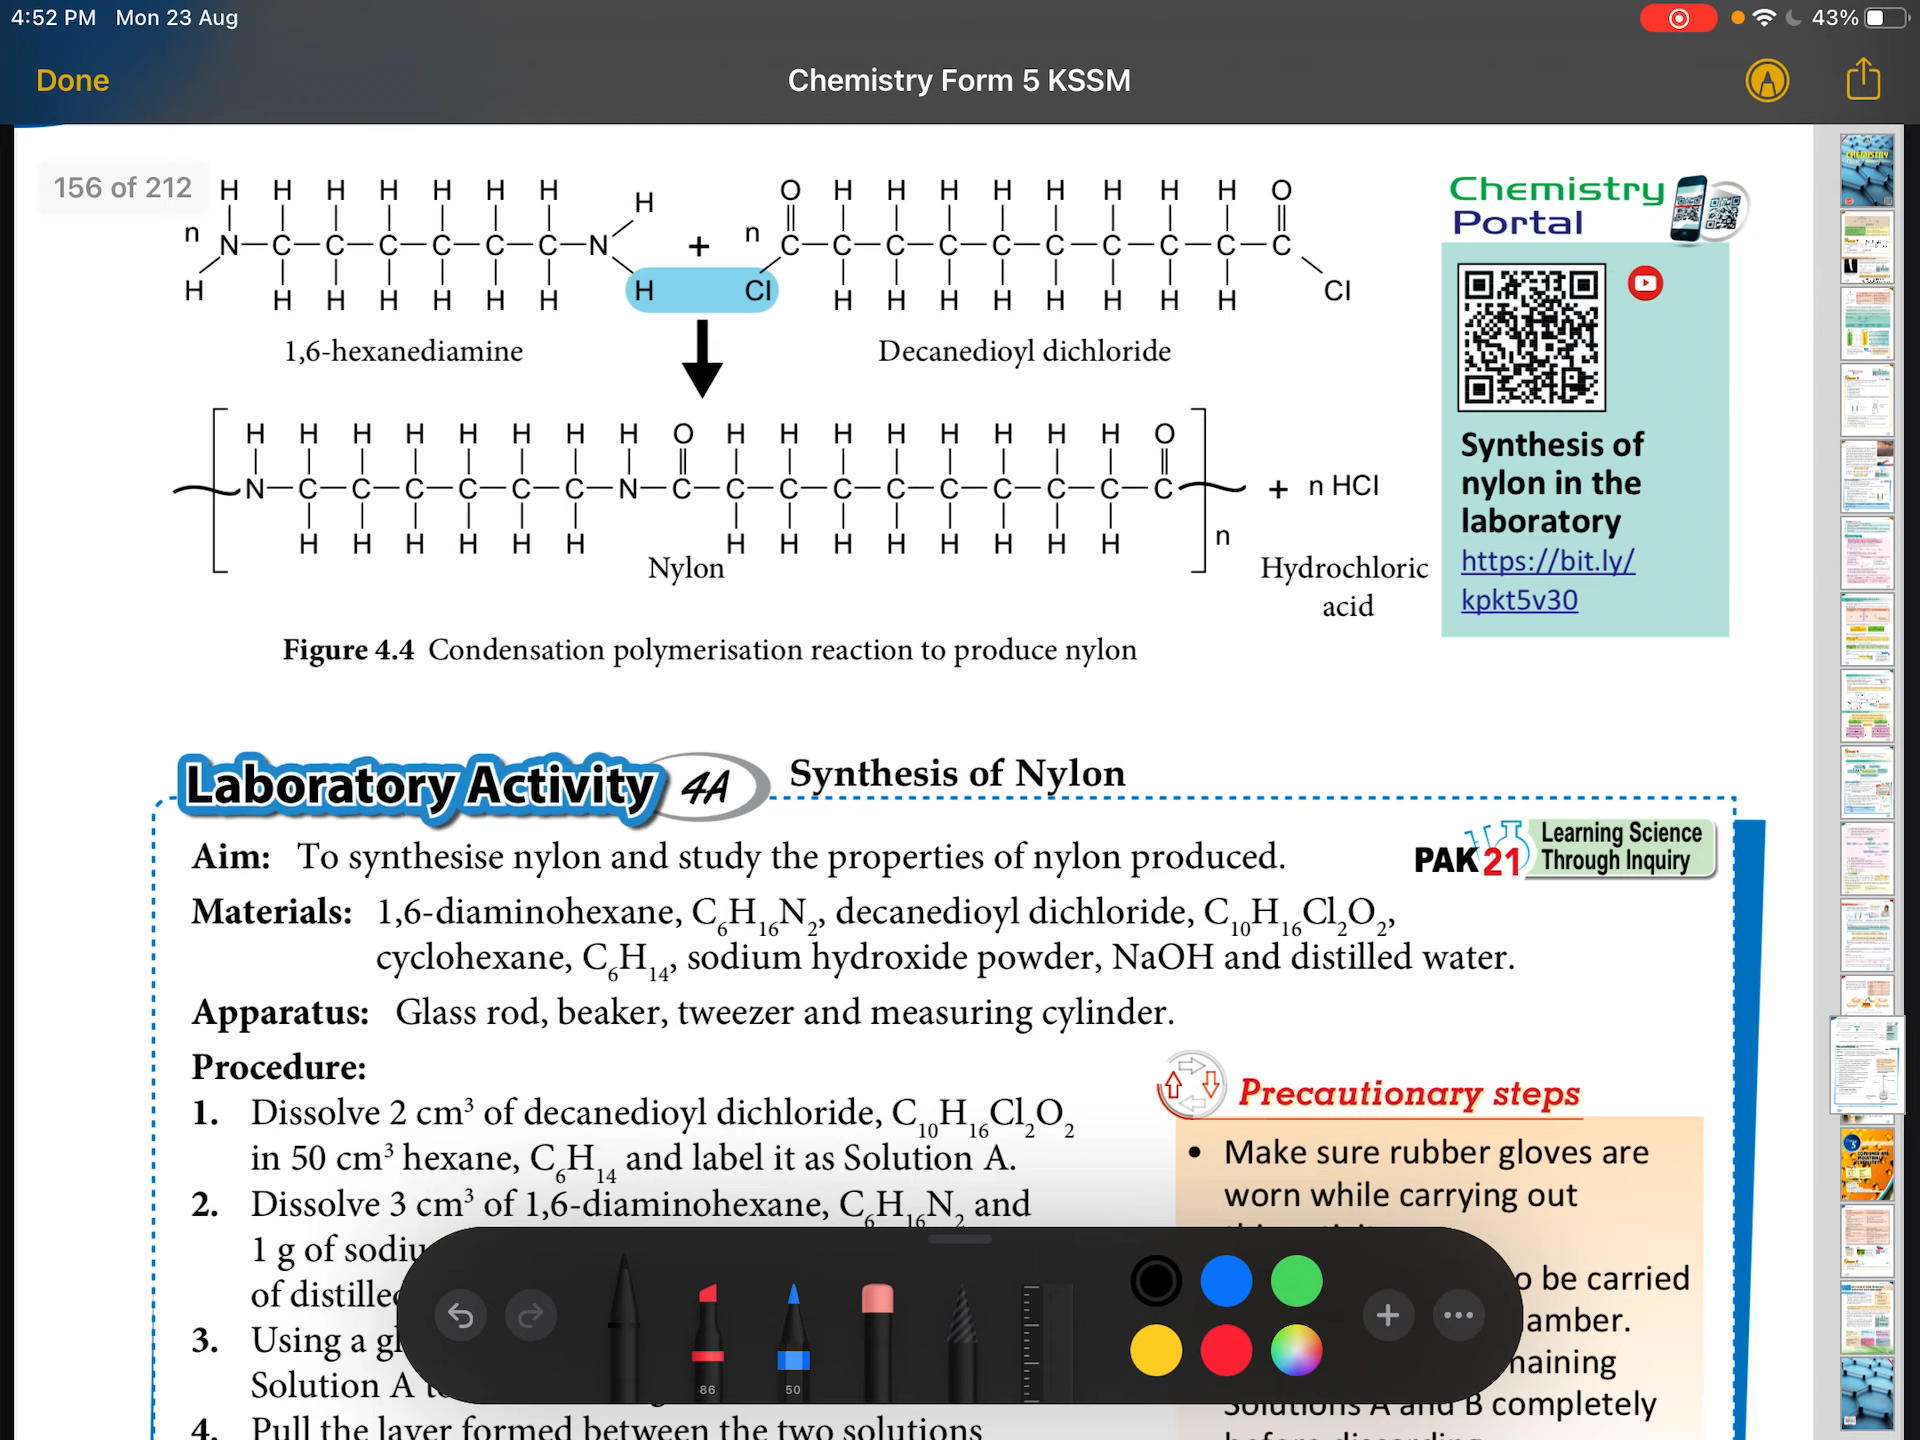 4:52 PM Mon 23 Aug
43%
Done
Chemistry Form 5 KSSM
156 of 212
H H H H H H H H O H H H H H H H H O
n N—C—C—C—C—C—C—N + n C—C—C—C—C—C—C—C—C—C
H H H H H H H H Cl H H H H H H H H Cl
1,6-hexanediamine
Decanedioyl dichloride
H H H H H H H H O H H H H H H H H O
N—C—C—C—C—C—C—N—C—C—C—C—C—C—C—C—C—C + n HCl
H H H H H H H H H H H H H H n
Nylon
Hydrochloric
acid
Figure 4.4 Condensation polymerisation reaction to produce nylon
Chemistry
Portal
Synthesis of
nylon in the
laboratory
https://bit.ly/
kpkt5v30
Laboratory Activity 4A Synthesis of Nylon
PAK 21 Learning Science
Through Inquiry
Aim: To synthesise nylon and study the properties of nylon produced.
Materials: 1,6-diaminohexane, C₆H₁₆N₂, decanedioyl dichloride, C₁₀H₁₆Cl₂O₂,
cyclohexane, C₆H₁₄, sodium hydroxide powder, NaOH and distilled water.
Apparatus: Glass rod, beaker, tweezer and measuring cylinder.
Procedure:
1. Dissolve 2 cm³ of decanedioyl dichloride, C₁₀H₁₆Cl₂O₂
in 50 cm³ hexane, C₆H₁₄ and label it as Solution A.
2. Dissolve 3 cm³ of 1,6-diaminohexane, C₆H₁₆N₂ and
1 g of sodiu
of distilled
3. Using a gl
Solution A
4. Pull the layer formed between the two solutions
Precautionary steps
• Make sure rubber gloves are
worn while carrying out
o be carried
amber.
naining
Solutions A and B completely
before discarding
86
50